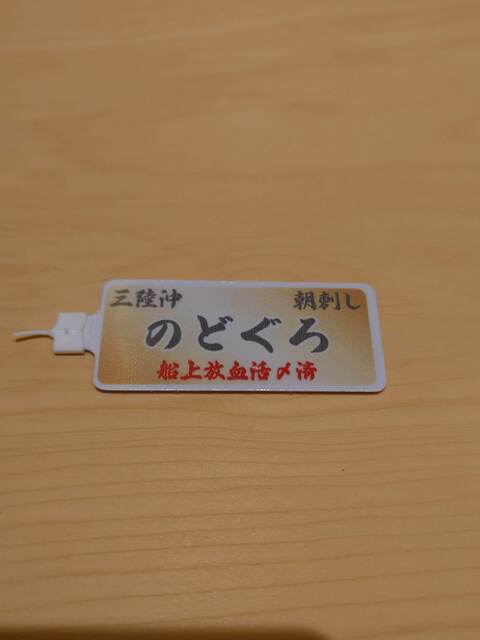 三陸沖 朝刺し
のどぐろ
船上放血活〆済